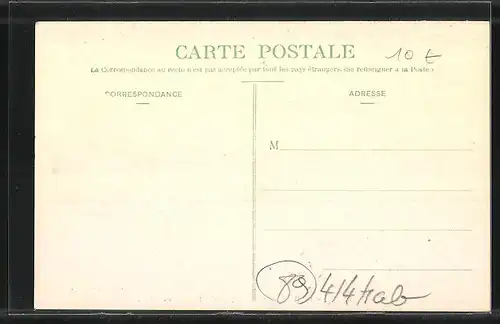 CARTE POSTALE
10 €
La Correspondance au recto n'est pas acceptée par tous les pays étrangers (Se renseigner à la Poste)
CORRESPONDANCE
ADRESSE
M
89